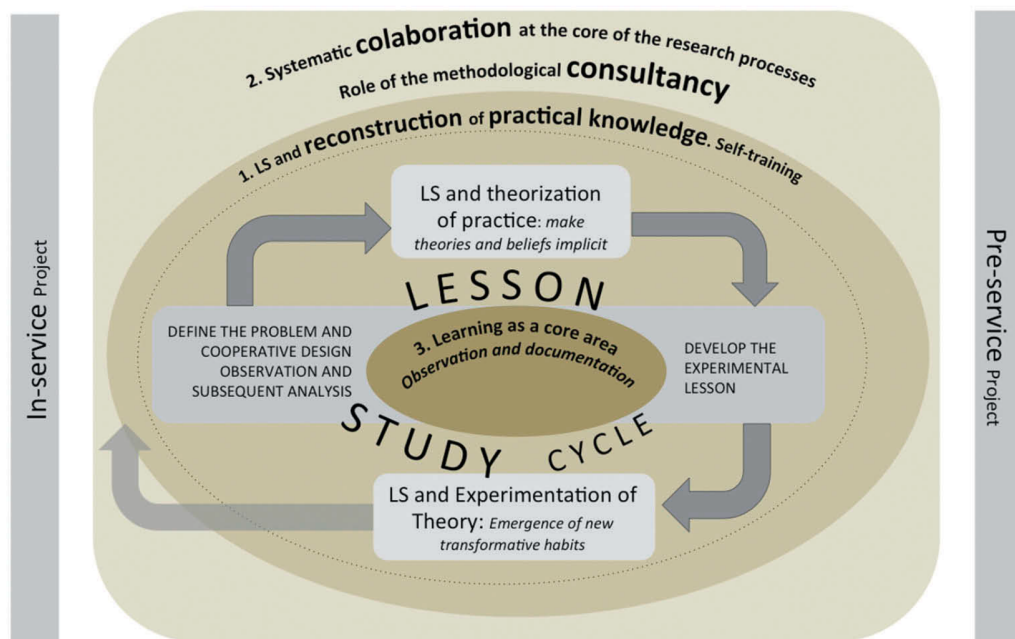 2. Systematic colaboration at the core of the research processes
Role of the methodological consultancy
1. LS and reconstruction of practical knowledge. Self-training
LS and theorization
of practice: make
theories and beliefs implicit
LESSON
In-service Project
DEFINE THE PROBLEM AND
COOPERATIVE DESIGN
OBSERVATION AND
SUBSEQUENT ANALYSIS
3. Learning as a core area
Observation and documentation
DEVELOP THE
EXPERIMENTAL
LESSON
Pre-service Project
STUDY CYCLE
LS and Experimentation of
Theory: Emergence of new
transformative habits